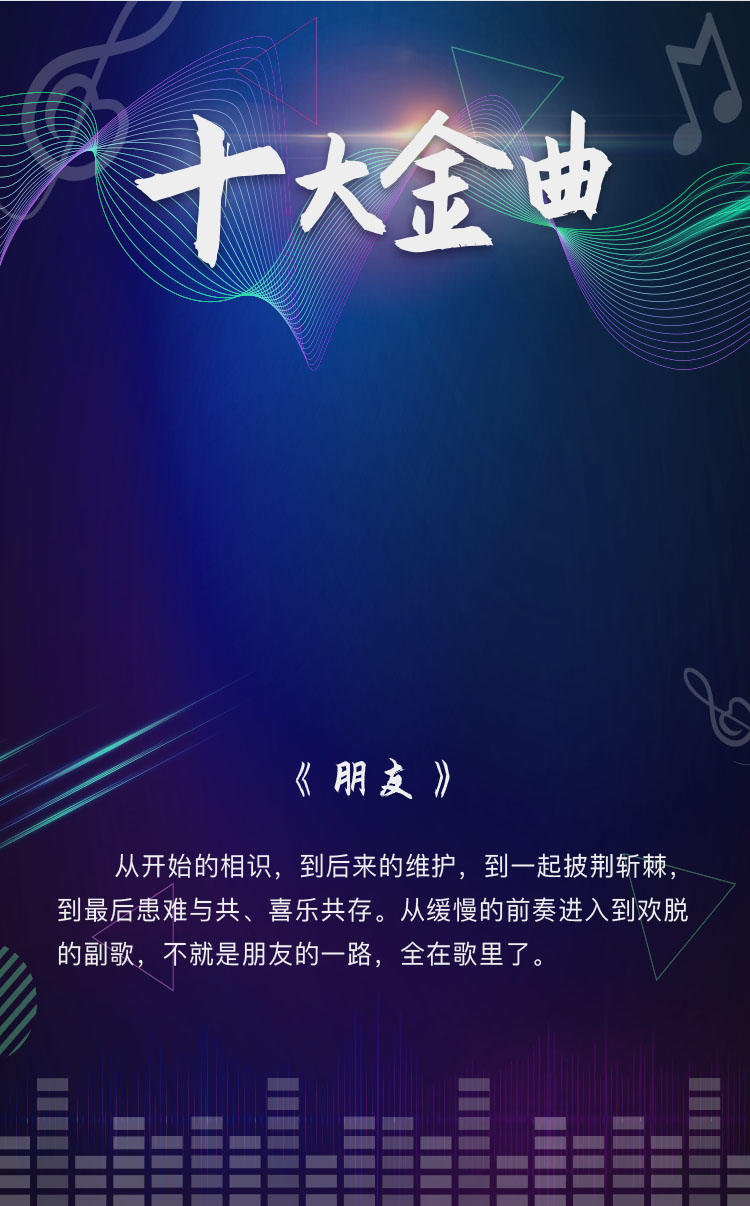 十大金曲
《朋友》
从开始的相识，到后来的维护，到一起披荆斩棘，
到最后患难与共、喜乐共存。从缓慢的前奏进入到欢脱
的副歌，不就是朋友的一路，全在歌里了。